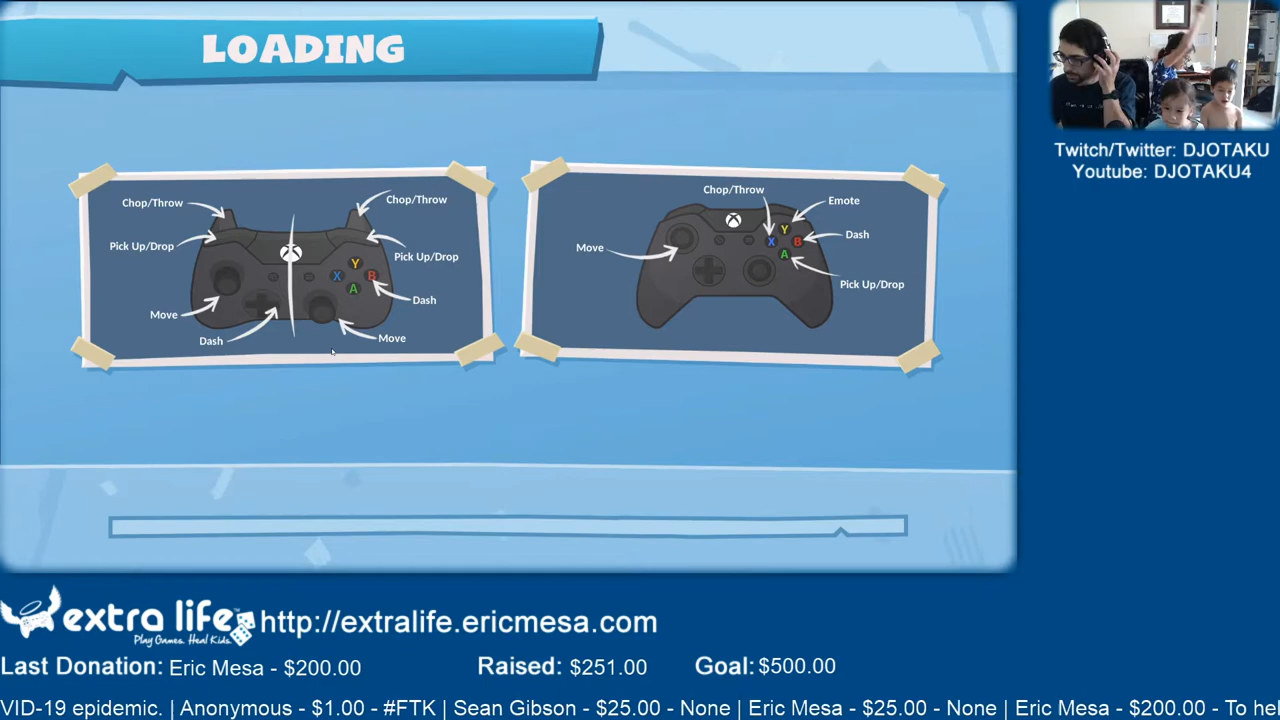 LOADING
Chop/Throw
Chop/Throw
Pick Up/Drop
Pick Up/Drop
Y
X
B
A
Dash
Move
Dash
Move
Chop/Throw
Emote
Y
X
B
Dash
Move
A
Pick Up/Drop
Twitch/Twitter: DJOTAKU
Youtube: DJOTAKU4
extra life
Play Games. Heal Kids.
http://extralife.ericmesa.com
Last Donation: Eric Mesa - $200.00
Raised: $251.00
Goal: $500.00
VID-19 epidemic. | Anonymous - $1.00 - #FTK | Sean Gibson - $25.00 - None | Eric Mesa - $25.00 - None | Eric Mesa - $200.00 - To he